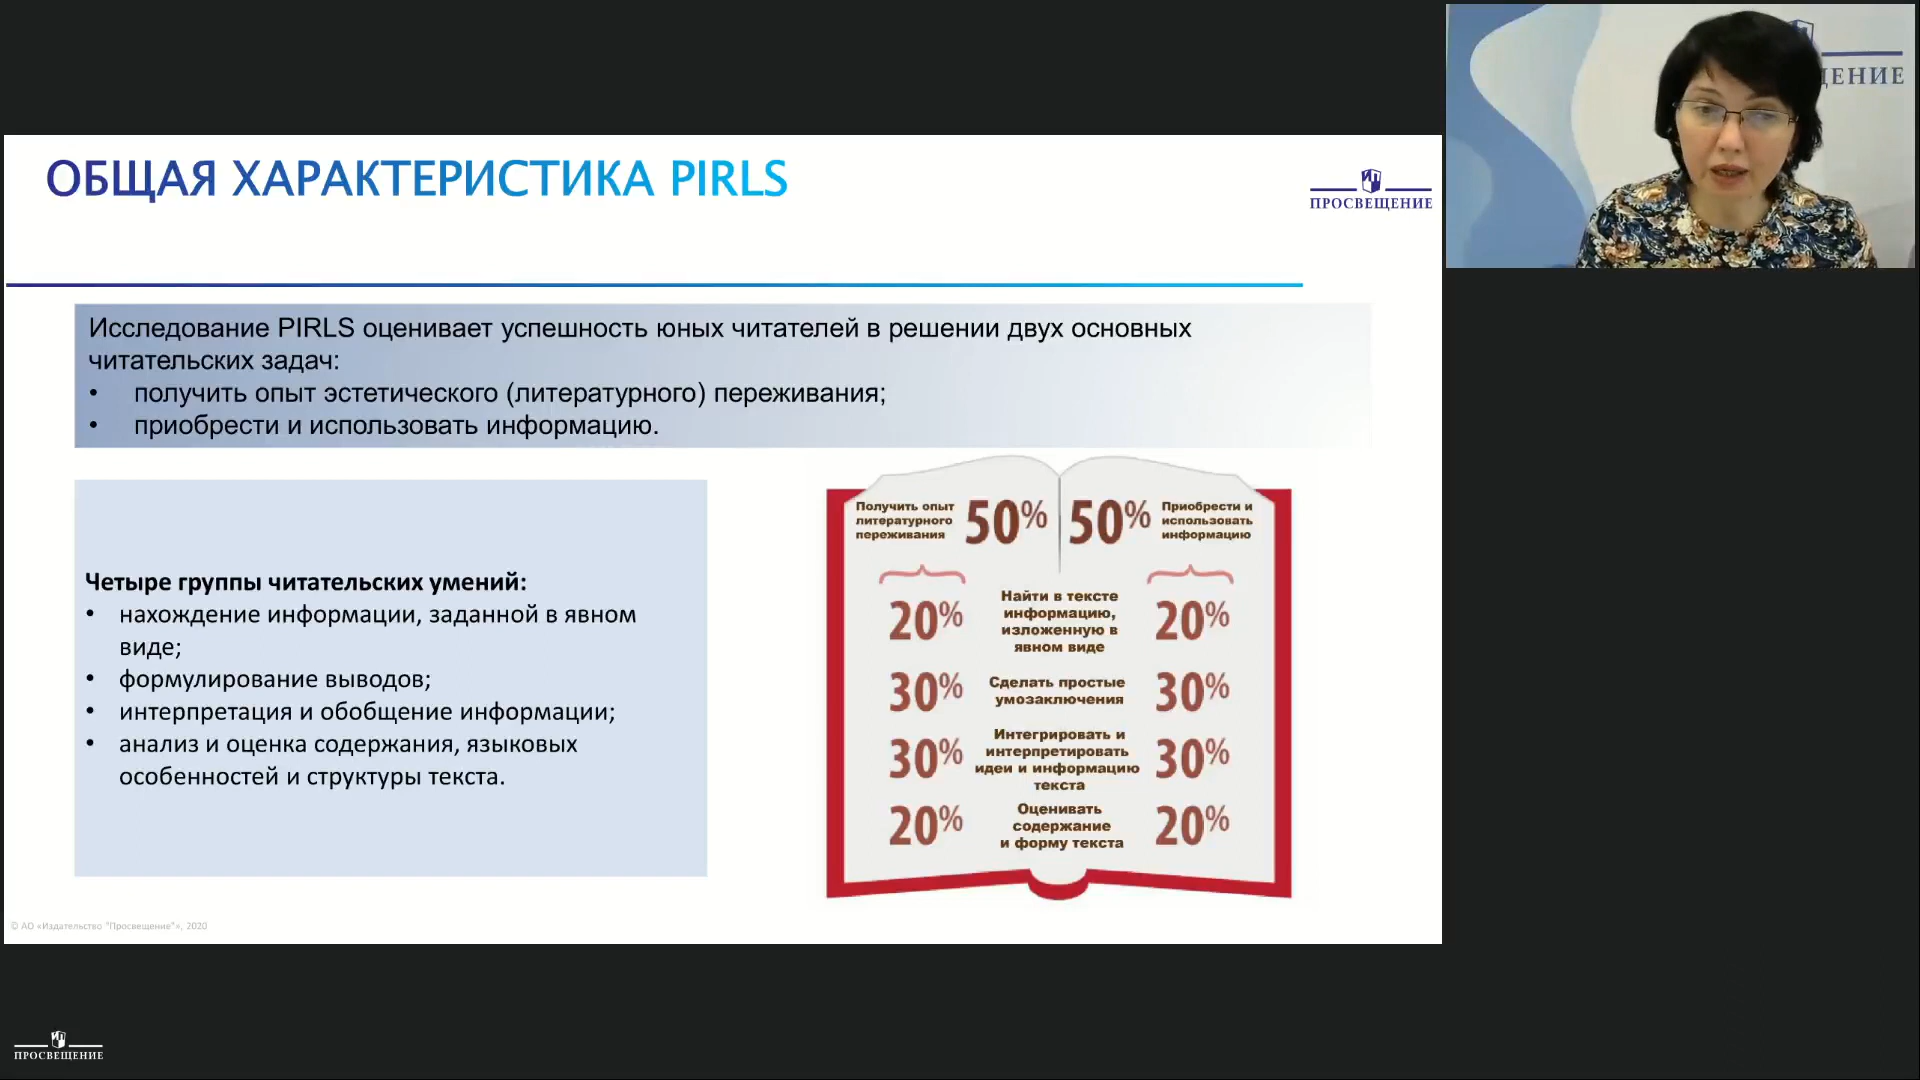 ОБЩАЯ ХАРАКТЕРИСТИКА PIRLS
ПРОСВЕЩЕНИЕ
ЩЕНИЕ
Исследование PIRLS оценивает успешность юных читателей в решении двух основных
читательских задач:
• получить опыт эстетического (литературного) переживания;
• приобрести и использовать информацию.
Четыре группы читательских умений:
• нахождение информации, заданной в явном
виде;
• формулирование выводов;
• интерпретация и обобщение информации;
• анализ и оценка содержания, языковых
особенностей и структуры текста.
Получить опыт
литературного
переживания
50% 50%
Приобрести и
использовать
информацию
20%
Найти в тексте
информацию,
изложенную в
явном виде
20%
30%
Сделать простые
умозаключения
30%
30%
Интегрировать и
интерпретировать
идеи и информацию
текста
30%
20%
Оценивать
содержание
и форму текста
20%
© АО «Издательство "Просвещение"», 2020
ПРОСВЕЩЕНИЕ